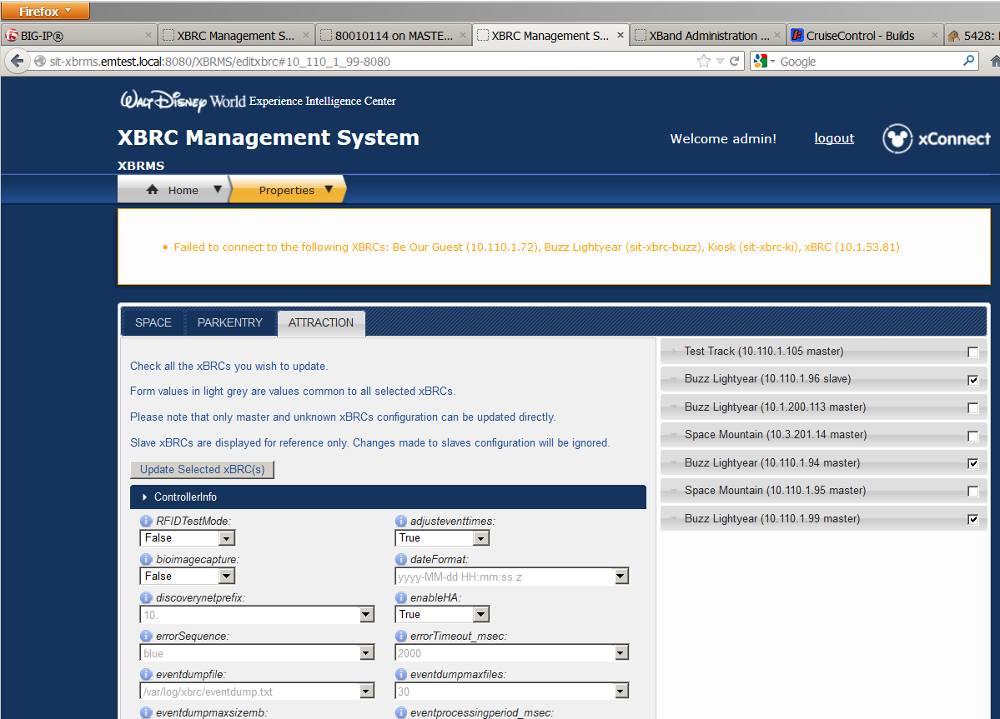 Firefox
BIG-IP®
XBRC Management S...
80010114 on MASTE...
XBRC Management S...
XBand Administration ...
CruiseControl - Builds
5428:
sit-xbrms.emtest.local:8080/XBRMS/editxbrc#10_110_1_99-8080
Google
Walt Disney World Experience Intelligence Center
XBRC Management System
Welcome admin!
logout
xConnect
XBRMS
Home
Properties
Failed to connect to the following XBRCs: Be Our Guest (10.110.1.72), Buzz Lightyear (sit-xbrc-buzz), Kiosk (sit-xbrc-ki), xBRC (10.1.53.81)
SPACE
PARKENTRY
ATTRACTION
Check all the xBRCs you wish to update.
Form values in light grey are values common to all selected xBRCs.
Please note that only master and unknown xBRCs configuration can be updated directly.
Slave xBRCs are displayed for reference only. Changes made to slaves configuration will be ignored.
Update Selected xBRC(s)
ControllerInfo
RFIDTestMode:
False
adjusteventtimes:
True
bioimagecapture:
False
dateFormat:
yyyy-MM-dd HH:mm:ss z
discoverynetprefix:
10.
enableHA:
True
errorSequence:
blue
errorTimeout_msec:
2000
eventdumpfile:
/var/log/xbrc/eventdump.txt
eventdumpmaxfiles:
30
eventdumpmaxsizemb:
eventprocessingperiod_msec:
Test Track (10.110.1.105 master)
Buzz Lightyear (10.110.1.96 slave)
Buzz Lightyear (10.1.200.113 master)
Space Mountain (10.3.201.14 master)
Buzz Lightyear (10.110.1.94 master)
Space Mountain (10.110.1.95 master)
Buzz Lightyear (10.110.1.99 master)